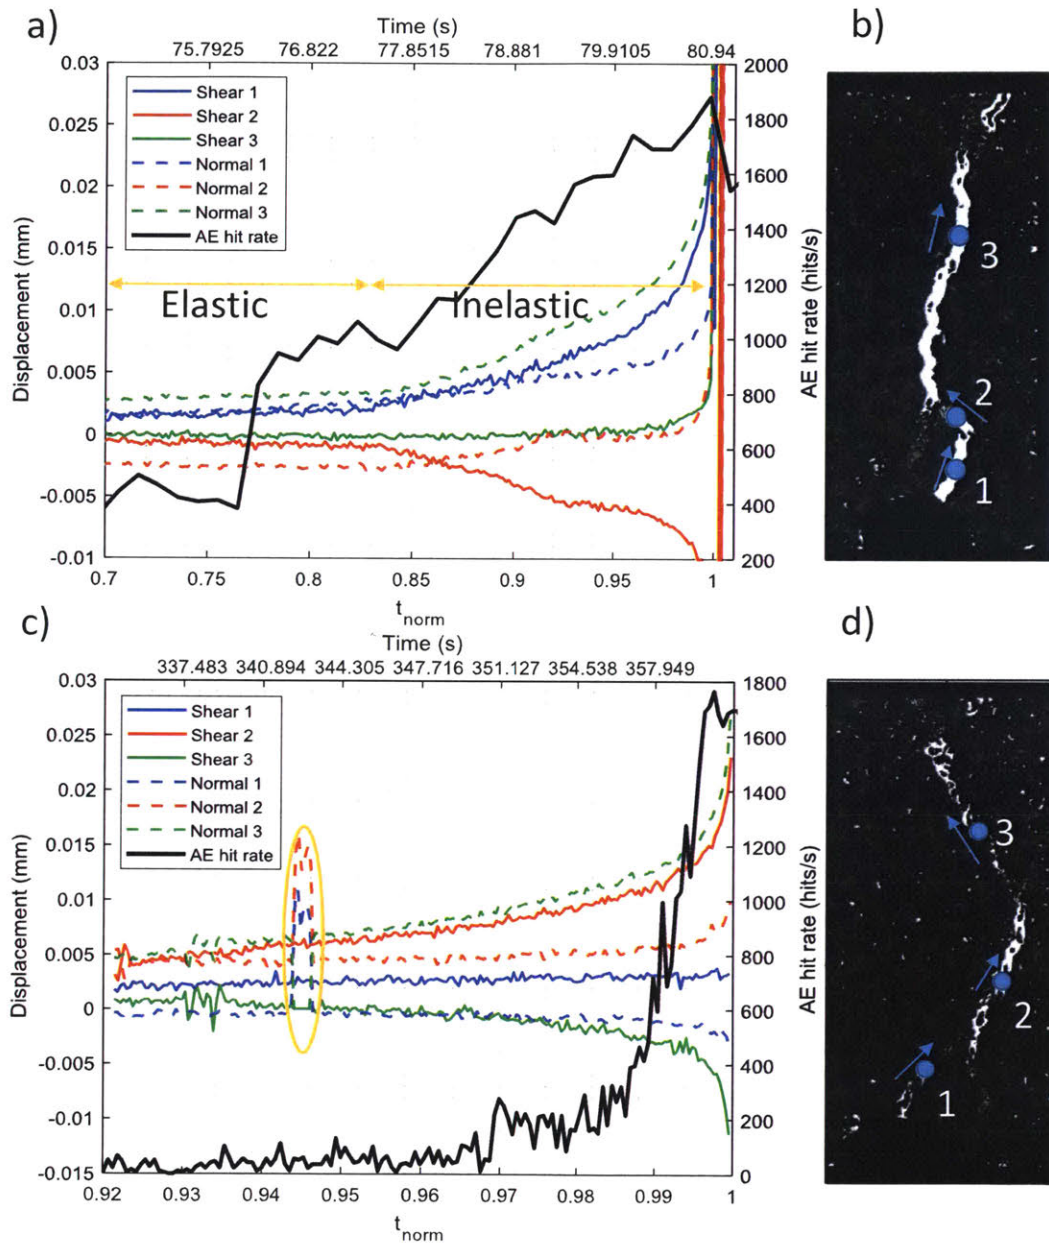 a)
Time (s)
75.7925 76.822 77.8515 78.881 79.9105 80.94
b)
0.03
0.025
0.02
0.015
0.01
0.005
0
-0.005
-0.01
Displacement (mm)
Shear 1
Shear 2
Shear 3
Normal 1
Normal 2
Normal 3
AE hit rate
Elastic
Inelastic
2000
1800
1600
1400
1200
1000
800
600
400
200
AE hit rate (hits/s)
0.7 0.75 0.8 0.85 0.9 0.95 1
t_norm
3
2
1
c)
Time (s)
337.483 340.894 344.305 347.716 351.127 354.538 357.949
d)
0.03
0.025
0.02
0.015
0.01
0.005
0
-0.005
-0.01
-0.015
Displacement (mm)
Shear 1
Shear 2
Shear 3
Normal 1
Normal 2
Normal 3
AE hit rate
1800
1600
1400
1200
1000
800
600
400
200
0
AE hit rate (hits/s)
0.92 0.93 0.94 0.95 0.96 0.97 0.98 0.99 1
t_norm
3
2
1